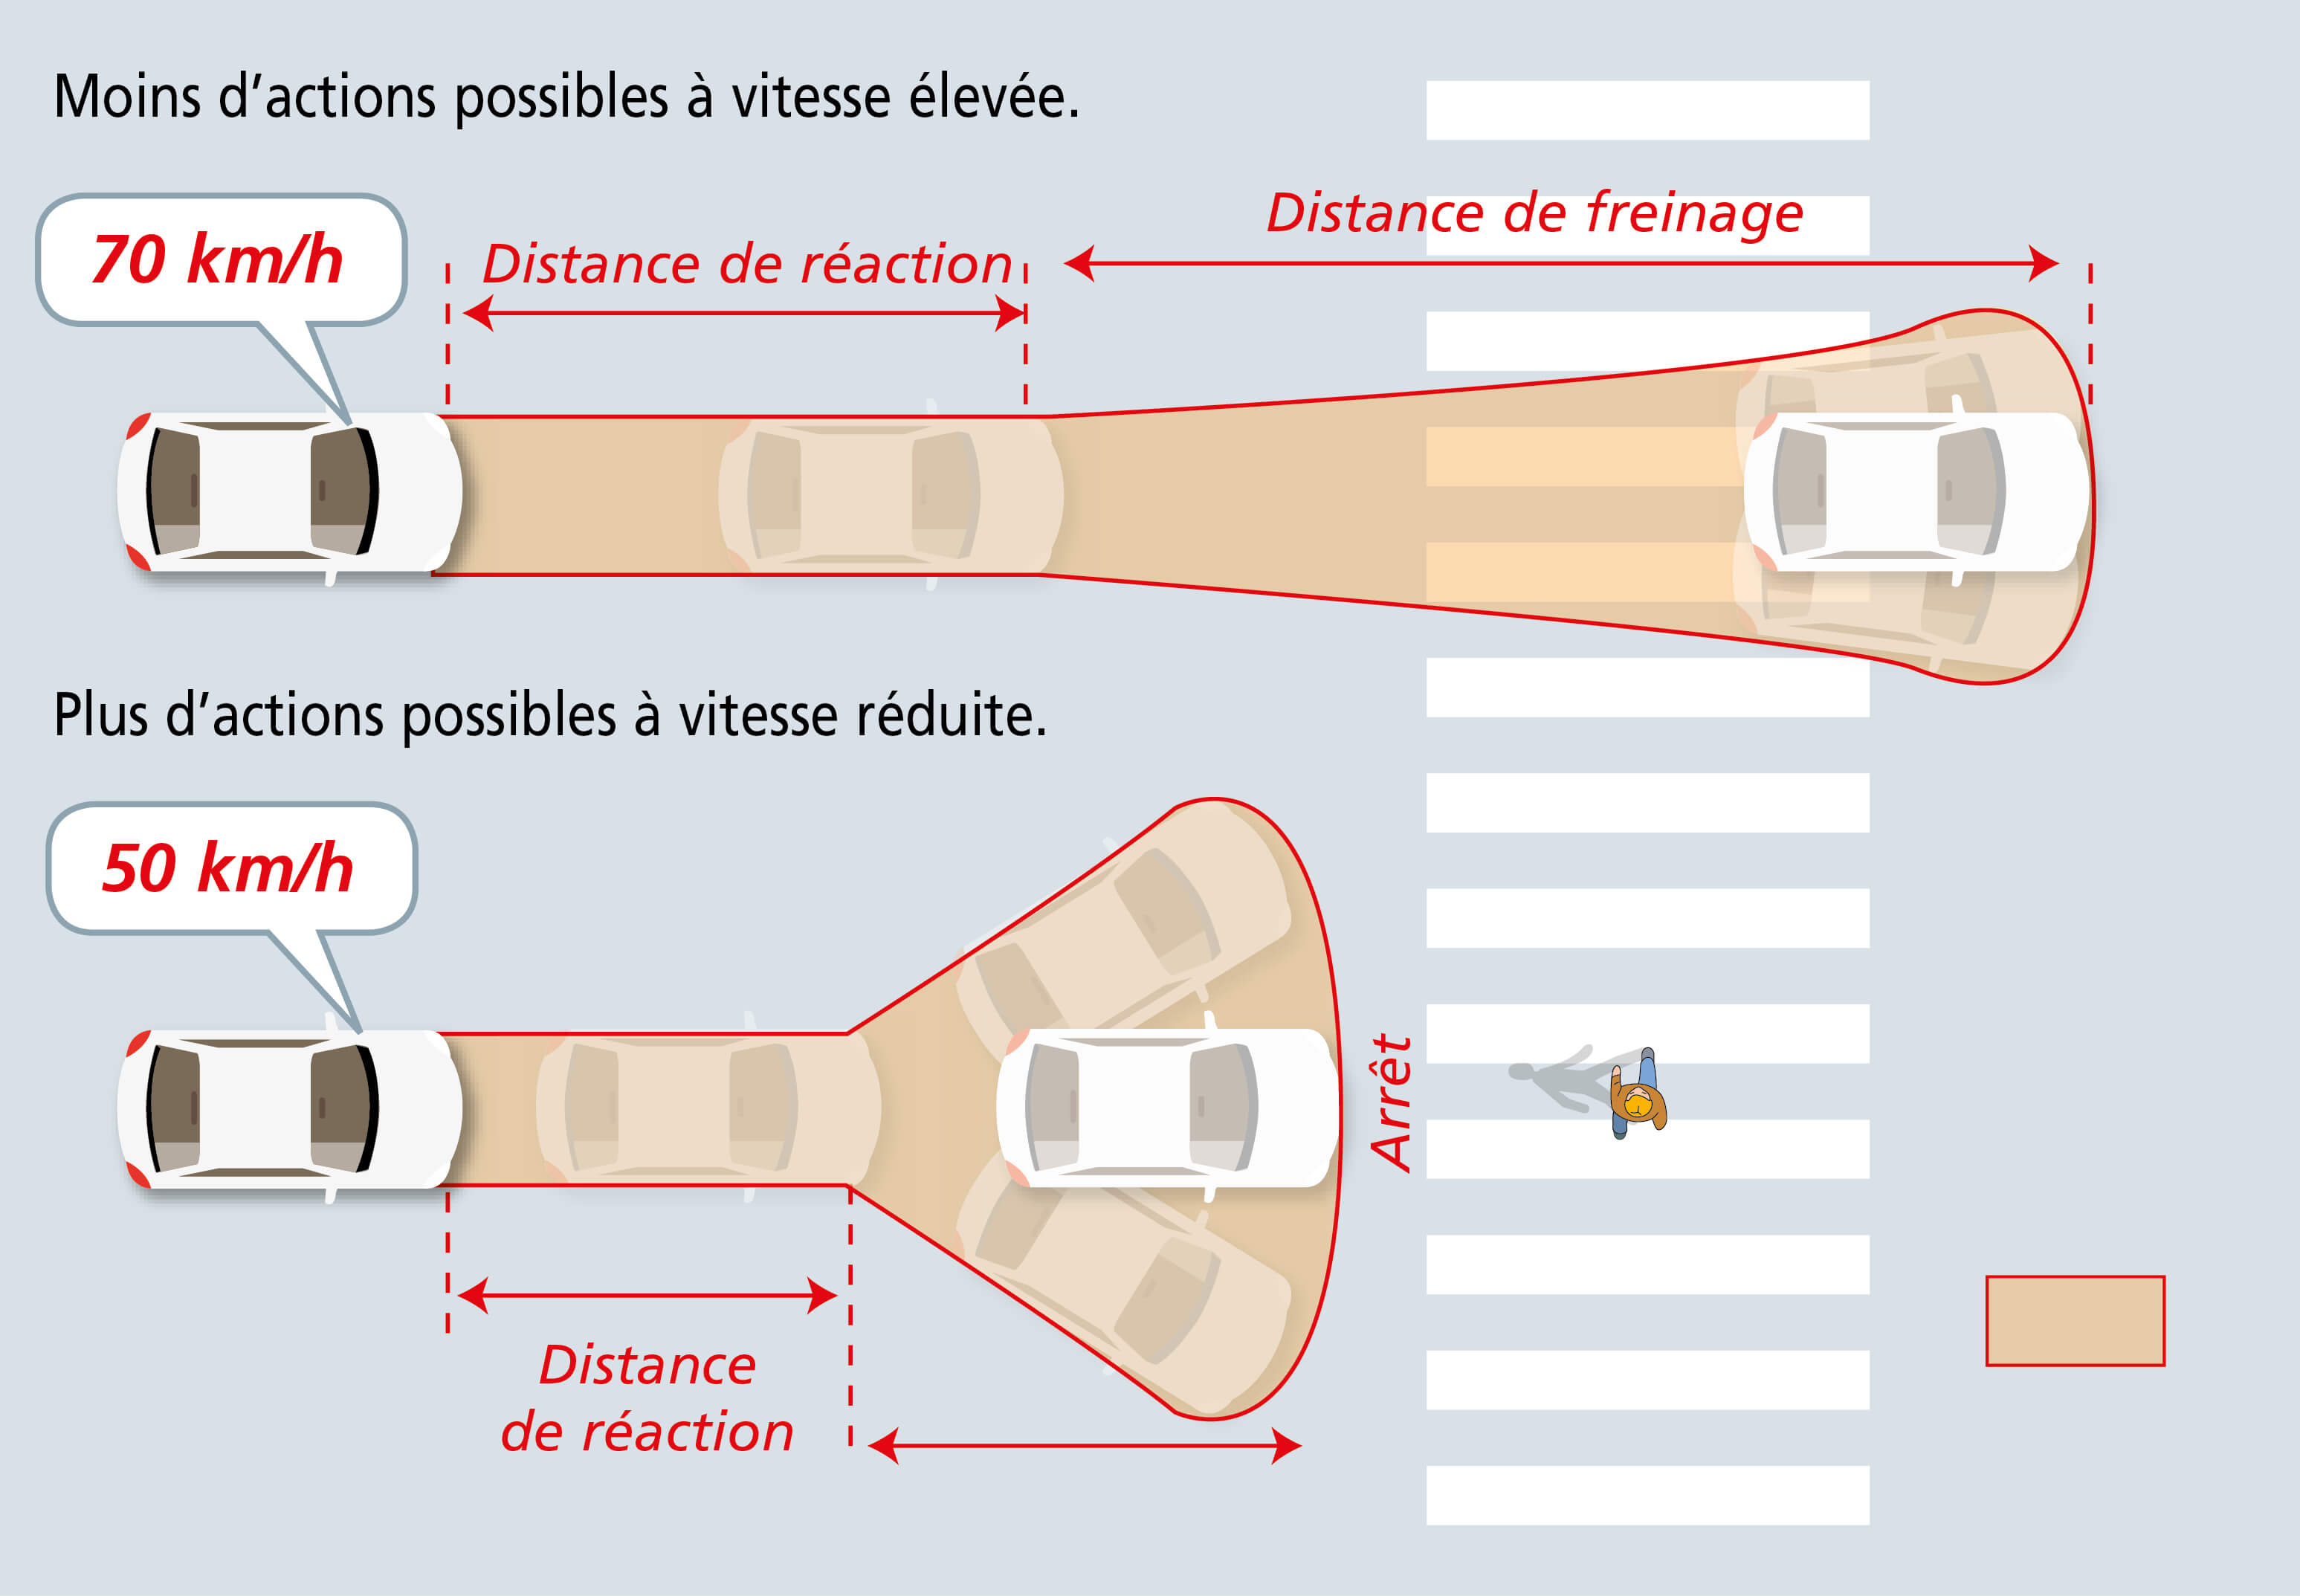 Moins d’actions possibles à vitesse élevée.
Distance de freinage
70 km/h
Distance de réaction
Plus d’actions possibles à vitesse réduite.
50 km/h
Arrêt
Distance
de réaction